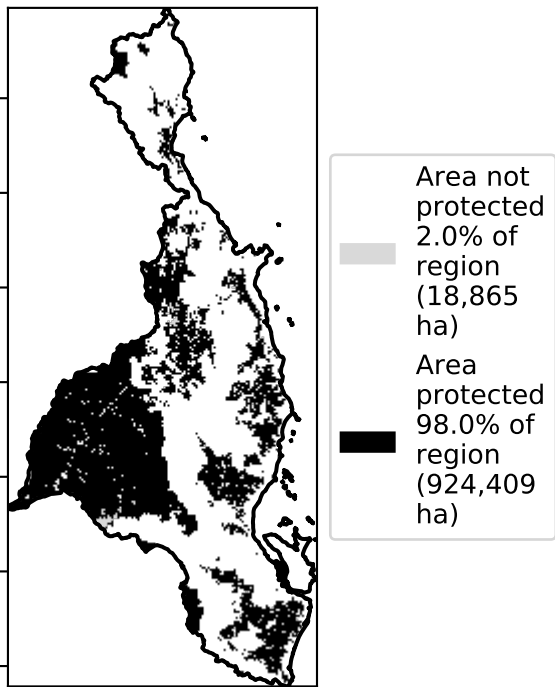 Area not
protected
2.0% of
region
(18,865
ha)
Area
protected
98.0% of
region
(924,409
ha)